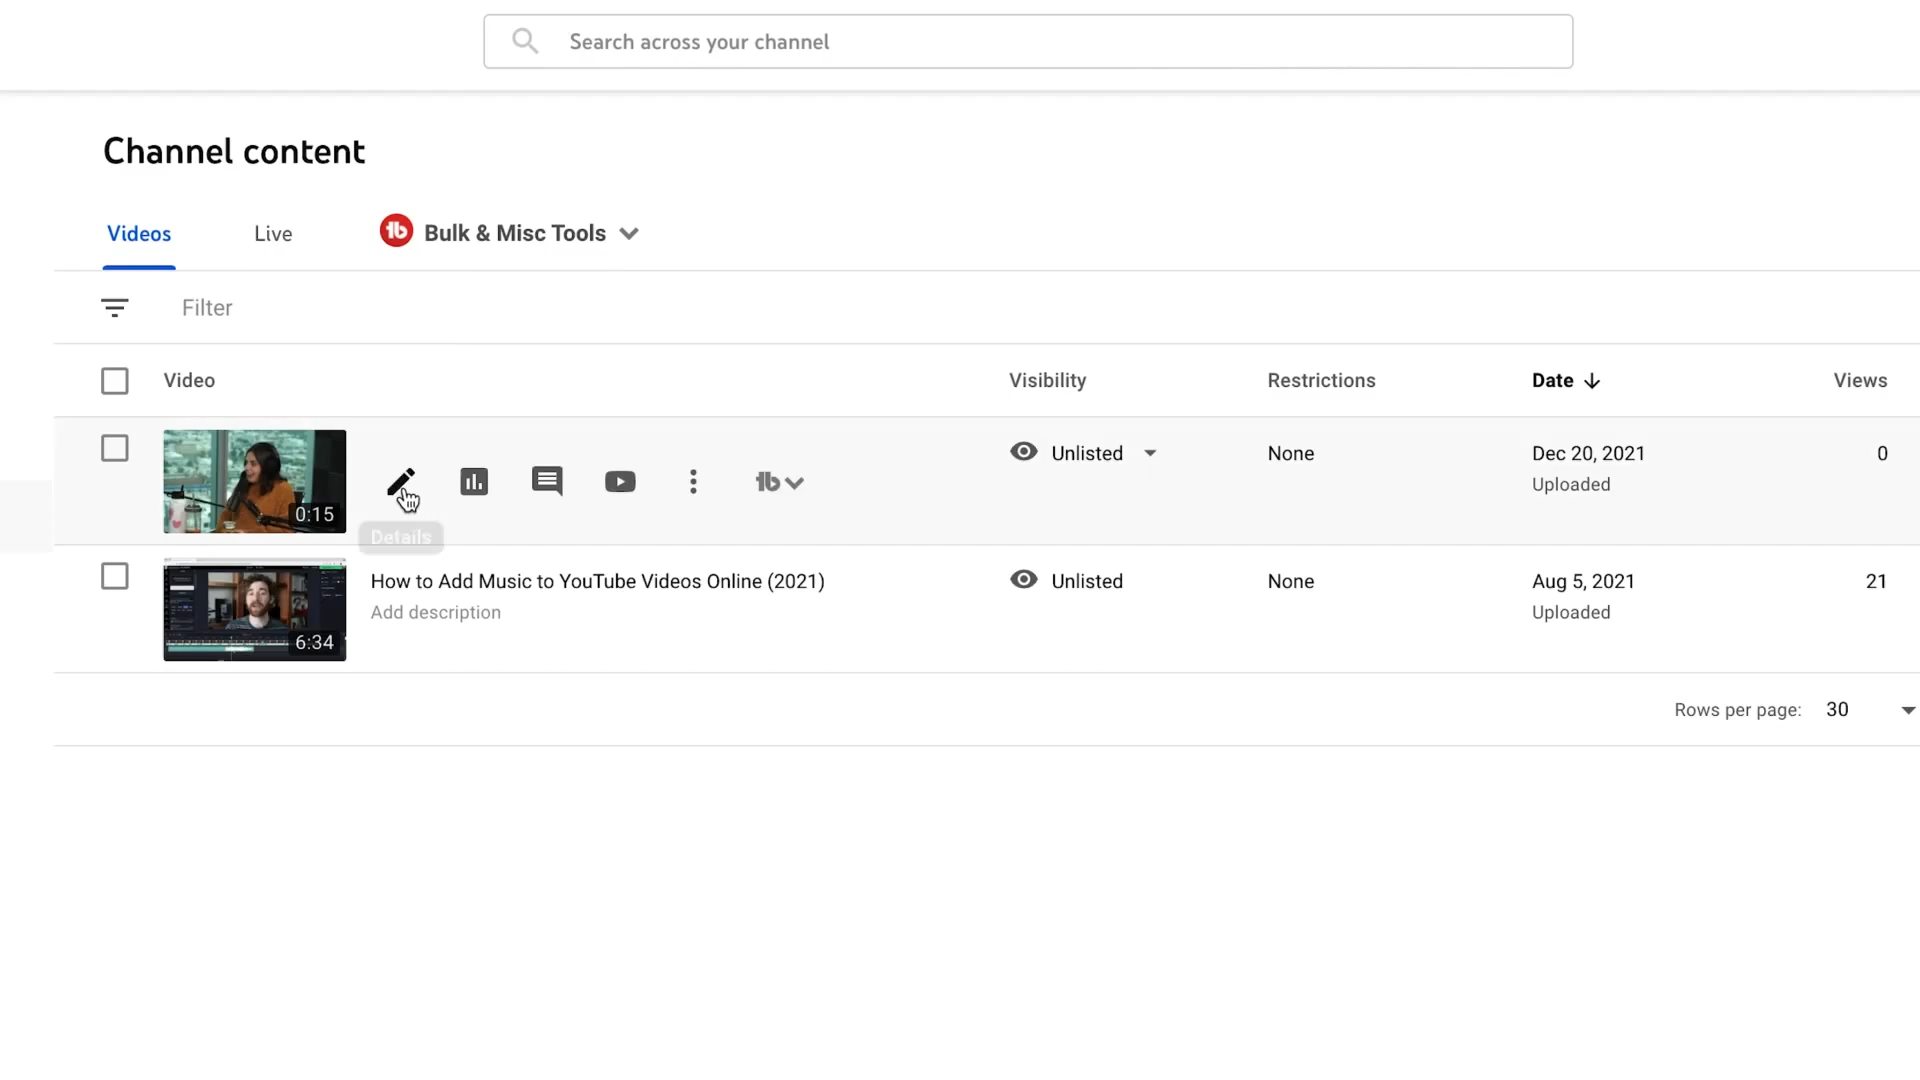 Search across your channel
Channel content
Videos
Live
Bulk & Misc Tools
Filter
Video
Visibility
Restrictions
Date
Views
0:15
Details
Unlisted
None
Dec 20, 2021
Uploaded
0
6:34
How to Add Music to YouTube Videos Online (2021)
Add description
Unlisted
None
Aug 5, 2021
Uploaded
21
Rows per page: 30